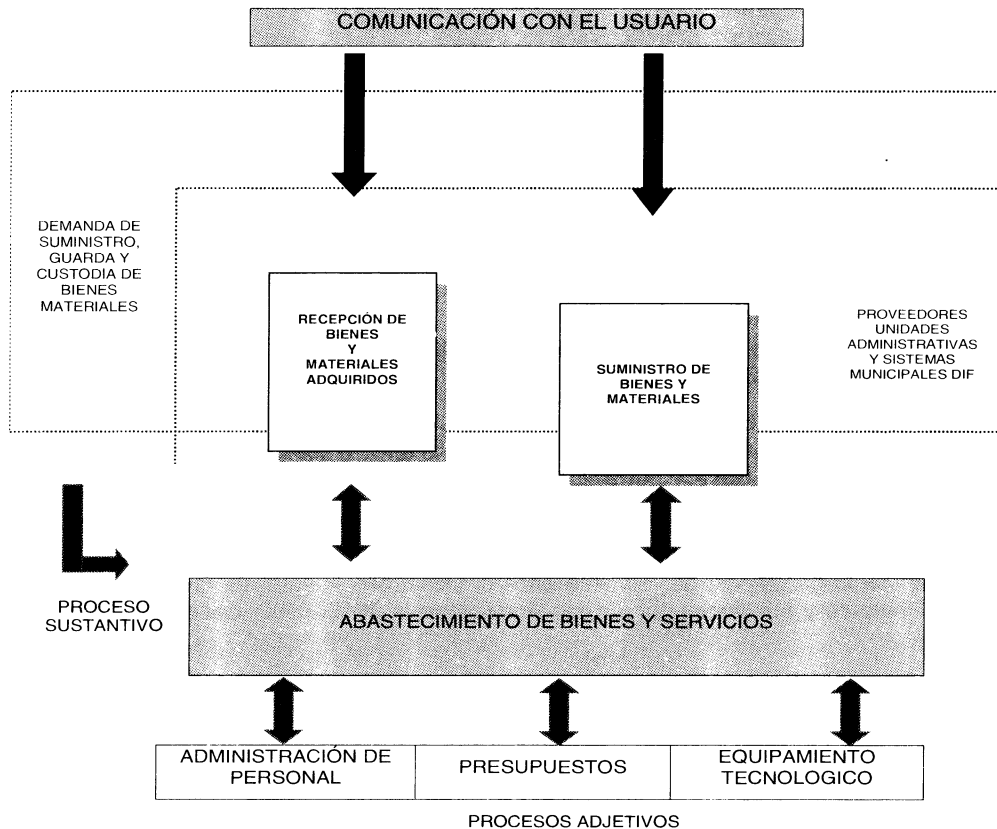 COMUNICACIÓN CON EL USUARIO
DEMANDA DE
SUMINISTRO,
GUARDA Y
CUSTODIA DE
BIENES
MATERIALES
RECEPCIÓN DE
BIENES
Y
MATERIALES
ADQUIRIDOS
SUMINISTRO DE
BIENES Y
MATERIALES
PROVEEDORES
UNIDADES
ADMINISTRATIVAS
Y SISTEMAS
MUNICIPALES DIF
PROCESO
SUSTANTIVO
ABASTECIMIENTO DE BIENES Y SERVICIOS
ADMINISTRACIÓN DE
PERSONAL
PRESUPUESTOS
EQUIPAMIENTO
TECNOLOGICO
PROCESOS ADJETIVOS